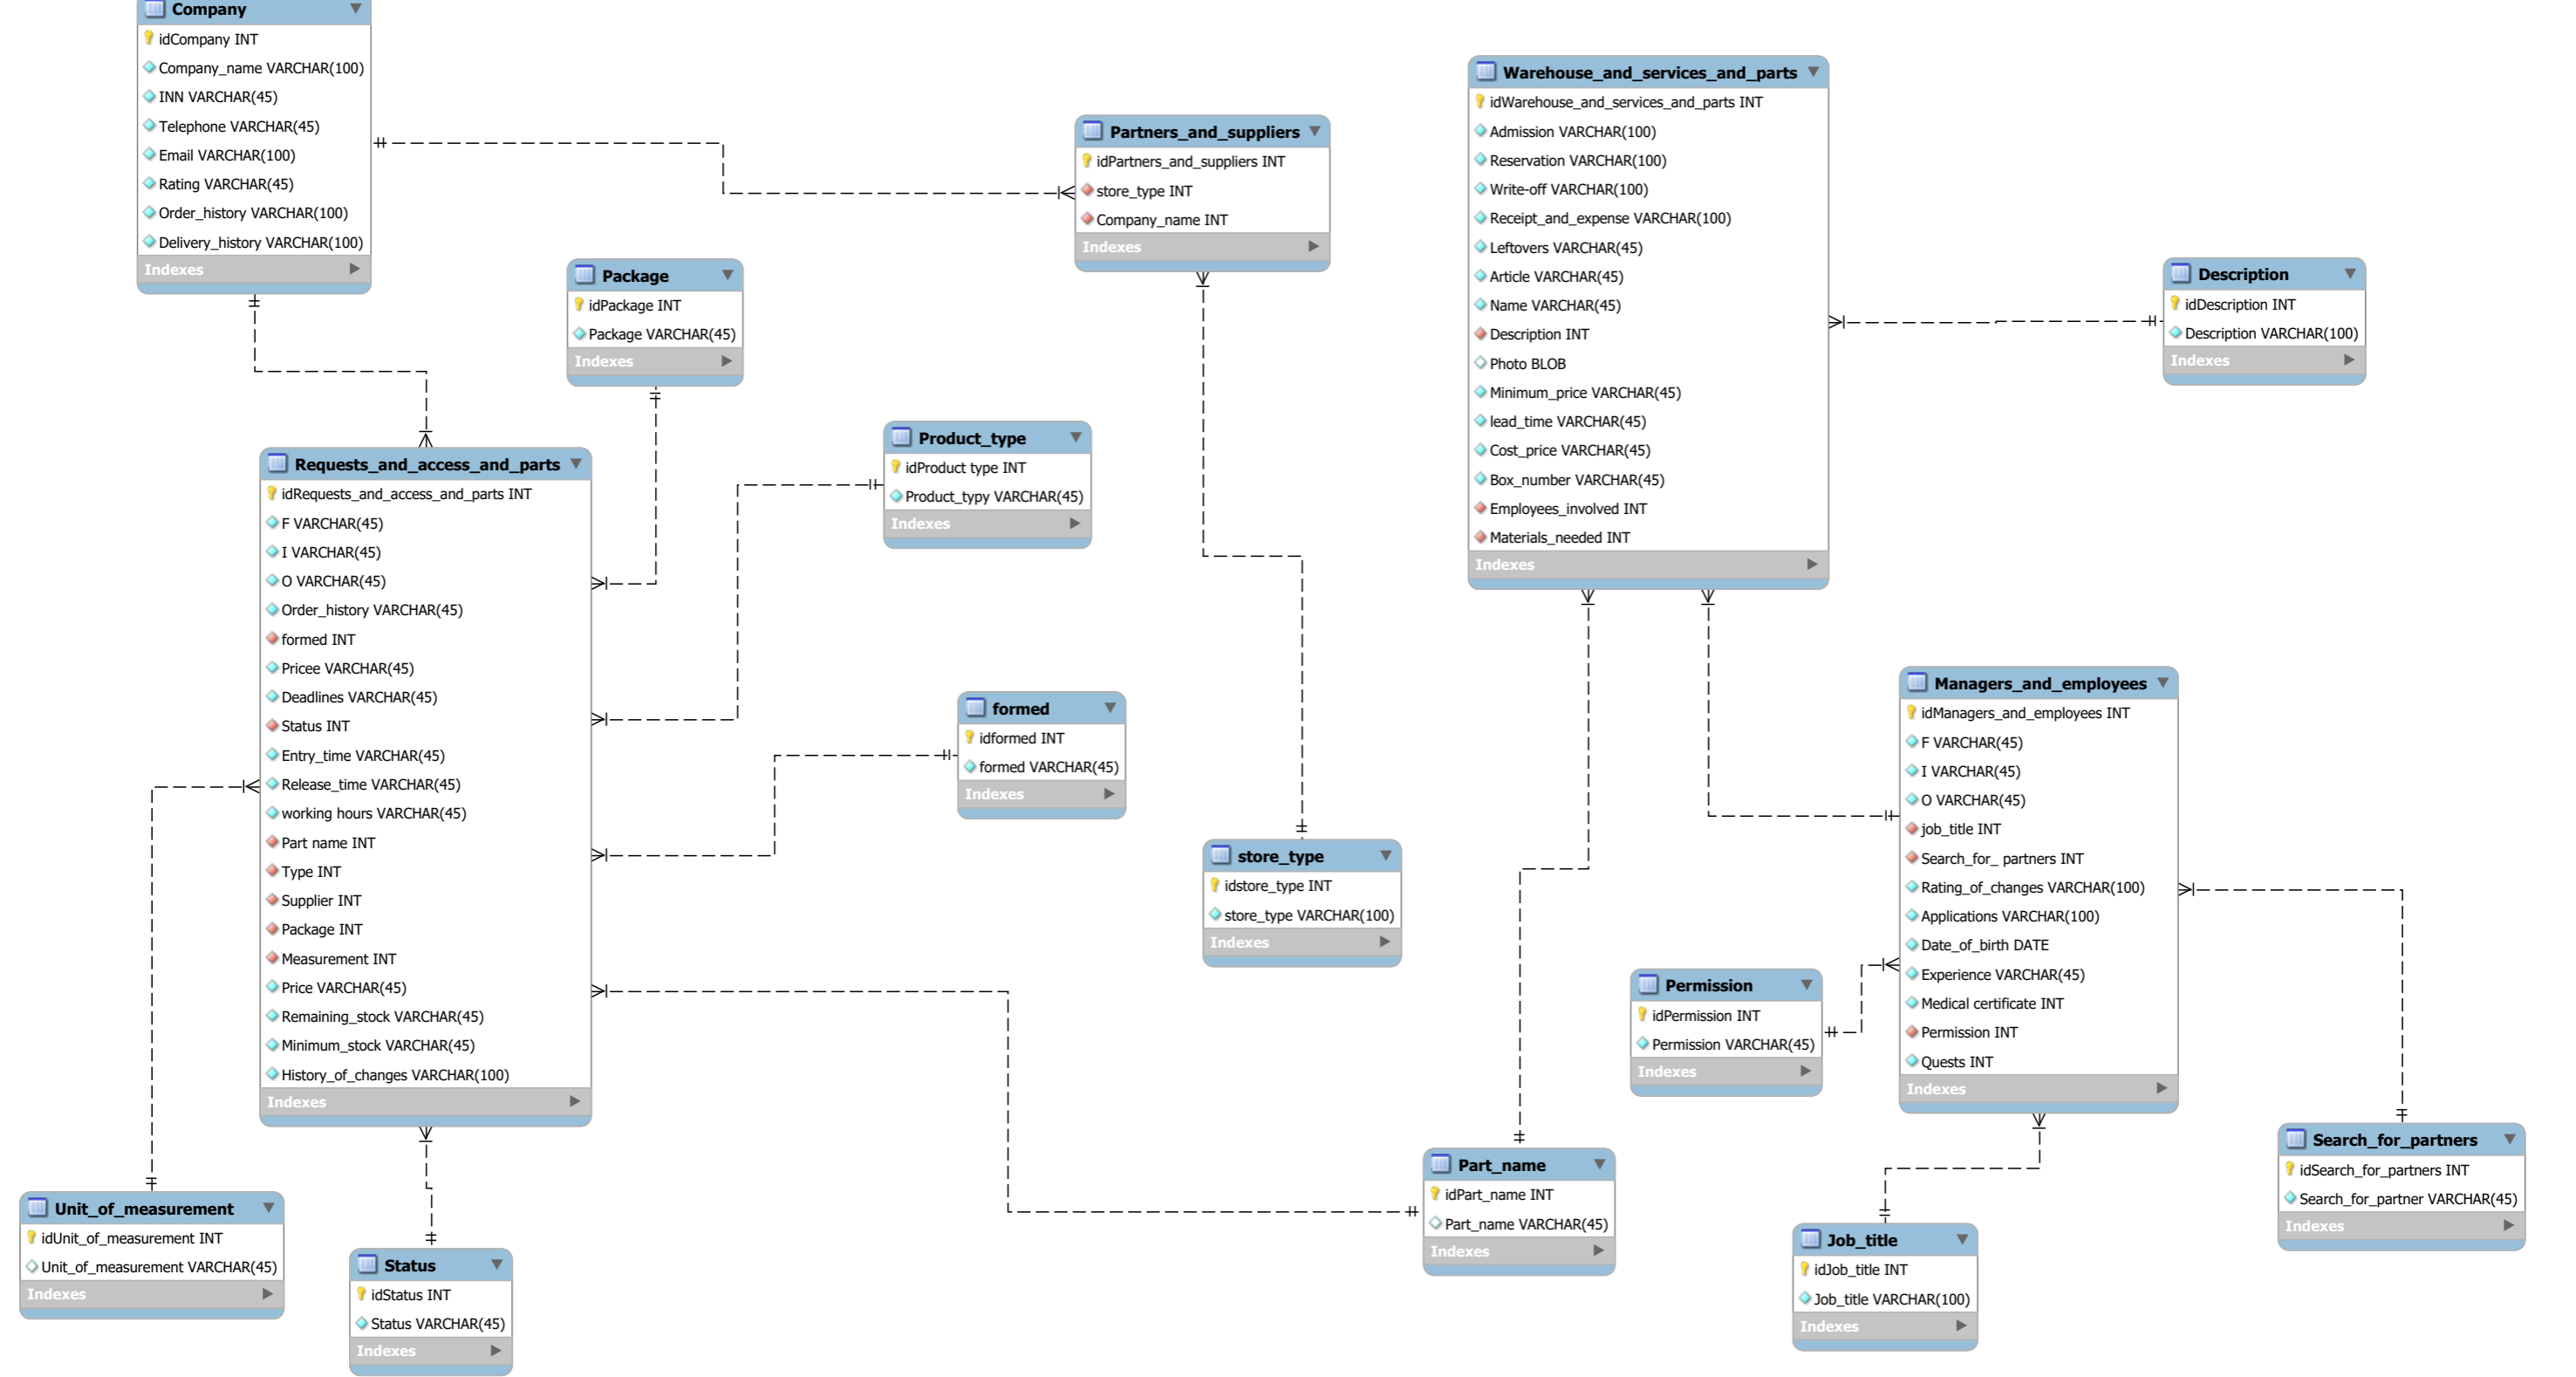 Company
idCompany INT
Company_name VARCHAR(100)
INN VARCHAR(45)
Telephone VARCHAR(45)
Email VARCHAR(100)
Rating VARCHAR(45)
Order_history VARCHAR(100)
Delivery_history VARCHAR(100)
Indexes
Package
idPackage INT
Package VARCHAR(45)
Indexes
Partners_and_suppliers
idPartners_and_suppliers INT
store_type INT
Company_name INT
Indexes
Warehouse_and_services_and_parts
idWarehouse_and_services_and_parts INT
Admission VARCHAR(100)
Reservation VARCHAR(100)
Write-off VARCHAR(100)
Receipt_and_expense VARCHAR(100)
Leftovers VARCHAR(45)
Article VARCHAR(45)
Name VARCHAR(45)
Description INT
Photo BLOB
Minimum_price VARCHAR(45)
lead_time VARCHAR(45)
Cost_price VARCHAR(45)
Box_number VARCHAR(45)
Employees_involved INT
Materials_needed INT
Indexes
Description
idDescription INT
Description VARCHAR(100)
Indexes
Requests_and_access_and_parts
idRequests_and_access_and_parts INT
F VARCHAR(45)
I VARCHAR(45)
O VARCHAR(45)
Order_history VARCHAR(45)
formed INT
Pricee VARCHAR(45)
Deadlines VARCHAR(45)
Status INT
Entry_time VARCHAR(45)
Release_time VARCHAR(45)
working hours VARCHAR(45)
Part name INT
Type INT
Supplier INT
Package INT
Measurement INT
Price VARCHAR(45)
Remaining_stock VARCHAR(45)
Minimum_stock VARCHAR(45)
History_of_changes VARCHAR(100)
Indexes
Product_type
idProduct type INT
Product_typy VARCHAR(45)
Indexes
formed
idformed INT
formed VARCHAR(45)
Indexes
store_type
idstore_type INT
store_type VARCHAR(100)
Indexes
Managers_and_employees
idManagers_and_employees INT
F VARCHAR(45)
I VARCHAR(45)
O VARCHAR(45)
job_title INT
Search_for_ partners INT
Rating_of_changes VARCHAR(100)
Applications VARCHAR(100)
Date_of_birth DATE
Experience VARCHAR(45)
Medical certificate INT
Permission INT
Quests INT
Indexes
Permission
idPermission INT
Permission VARCHAR(45)
Indexes
Unit_of_measurement
idUnit_of_measurement INT
Unit_of_measurement VARCHAR(45)
Indexes
Status
idStatus INT
Status VARCHAR(45)
Indexes
Part_name
idPart_name INT
Part_name VARCHAR(45)
Indexes
Job_title
idJob_title INT
Job_title VARCHAR(100)
Indexes
Search_for_partners
idSearch_for_partners INT
Search_for_partner VARCHAR(45)
Indexes